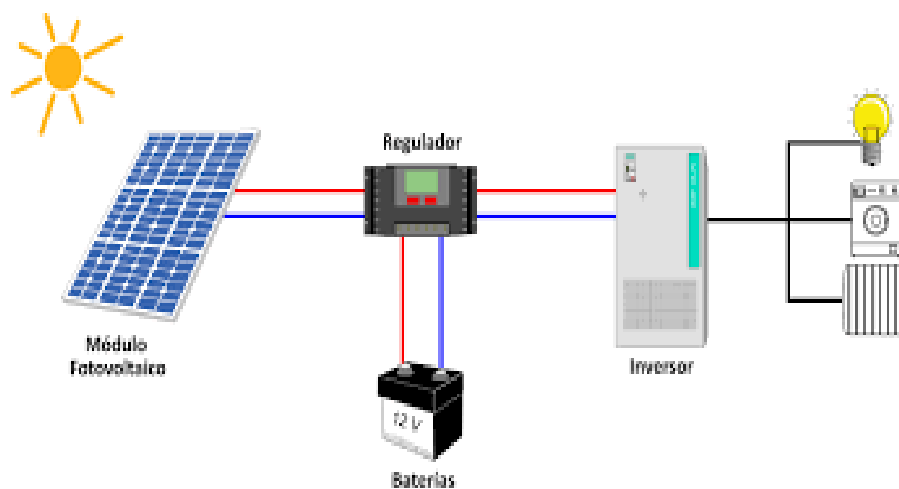 Regulador
Módulo
Fotovoltaico
Inversor
12 V
Baterías